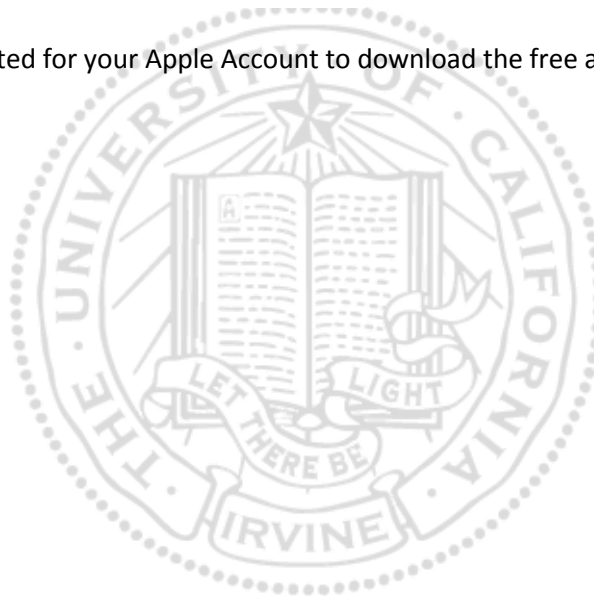 ted for your Apple Account to download the free a
THE · UNIVERSITY · OF · CALIFORNIA ·
A
LET THERE BE LIGHT
IRVINE